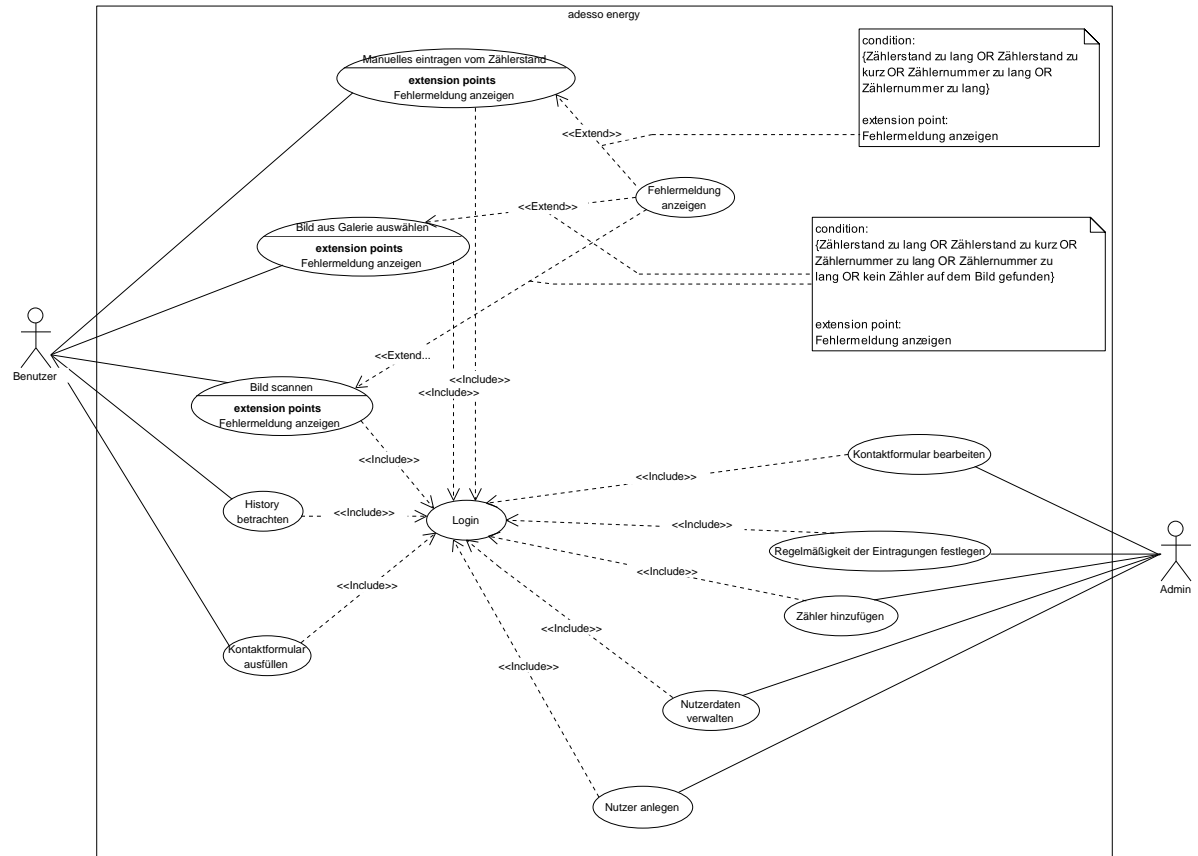 adesso energy
Manuelles eintragen vom Zählerstand
extension points
Fehlermeldung anzeigen
condition:
{Zählerstand zu lang OR Zählerstand zu
kurz OR Zählernummer zu lang OR
Zählernummer zu lang}
extension point:
Fehlermeldung anzeigen
<<Extend>>
Fehlermeldung
anzeigen
<<Extend>>
Bild aus Galerie auswählen
extension points
Fehlermeldung anzeigen
condition:
{Zählerstand zu lang OR Zählerstand zu kurz OR
Zählernummer zu lang OR Zählernummer zu
lang OR kein Zähler auf dem Bild gefunden}
extension point:
Fehlermeldung anzeigen
Benutzer
<<Extend...
<<Include>>
<<Include>>
Bild scannen
extension points
Fehlermeldung anzeigen
<<Include>>
Kontaktformular bearbeiten
<<Include>>
History
betrachten
<<Include>>
Login
<<Include>>
Regelmäßigkeit der Eintragungen festlegen
Admin
<<Include>>
<<Include>>
Zähler hinzufügen
<<Include>>
Kontaktformular
ausfüllen
<<Include>>
Nutzerdaten
verwalten
Nutzer anlegen